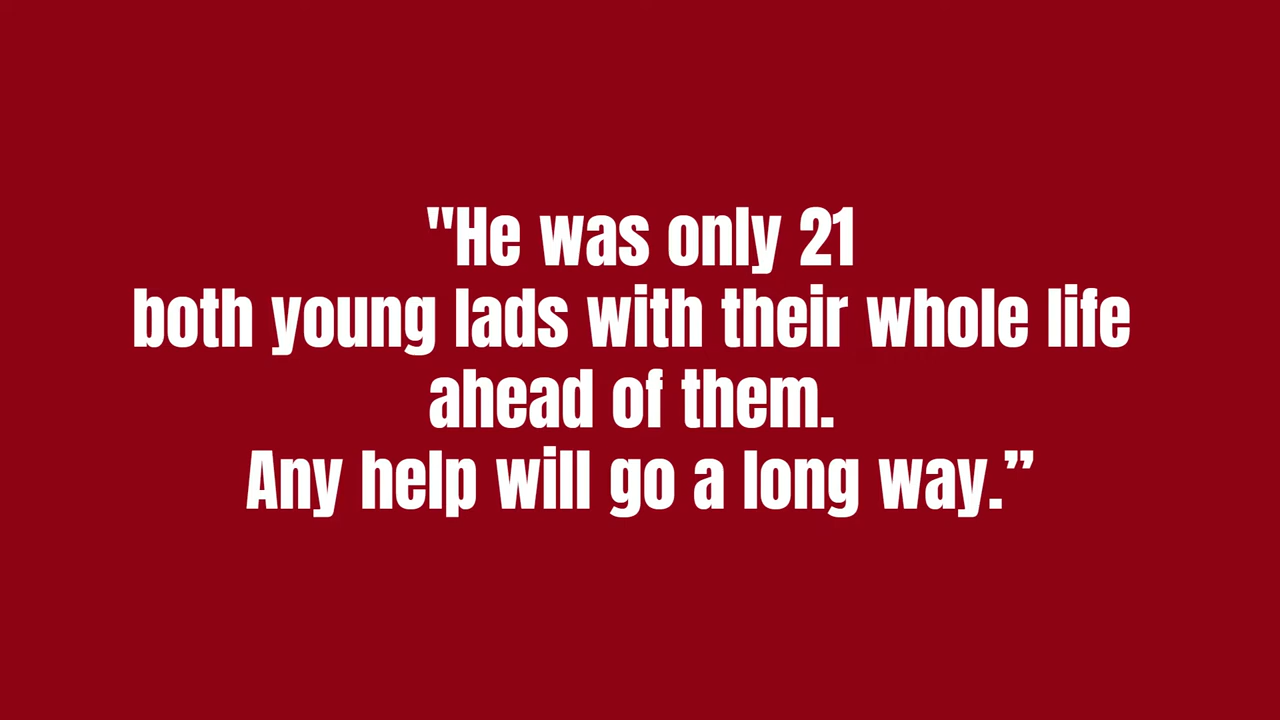 "He was only 21
both young lads with their whole life
ahead of them.
Any help will go a long way.”